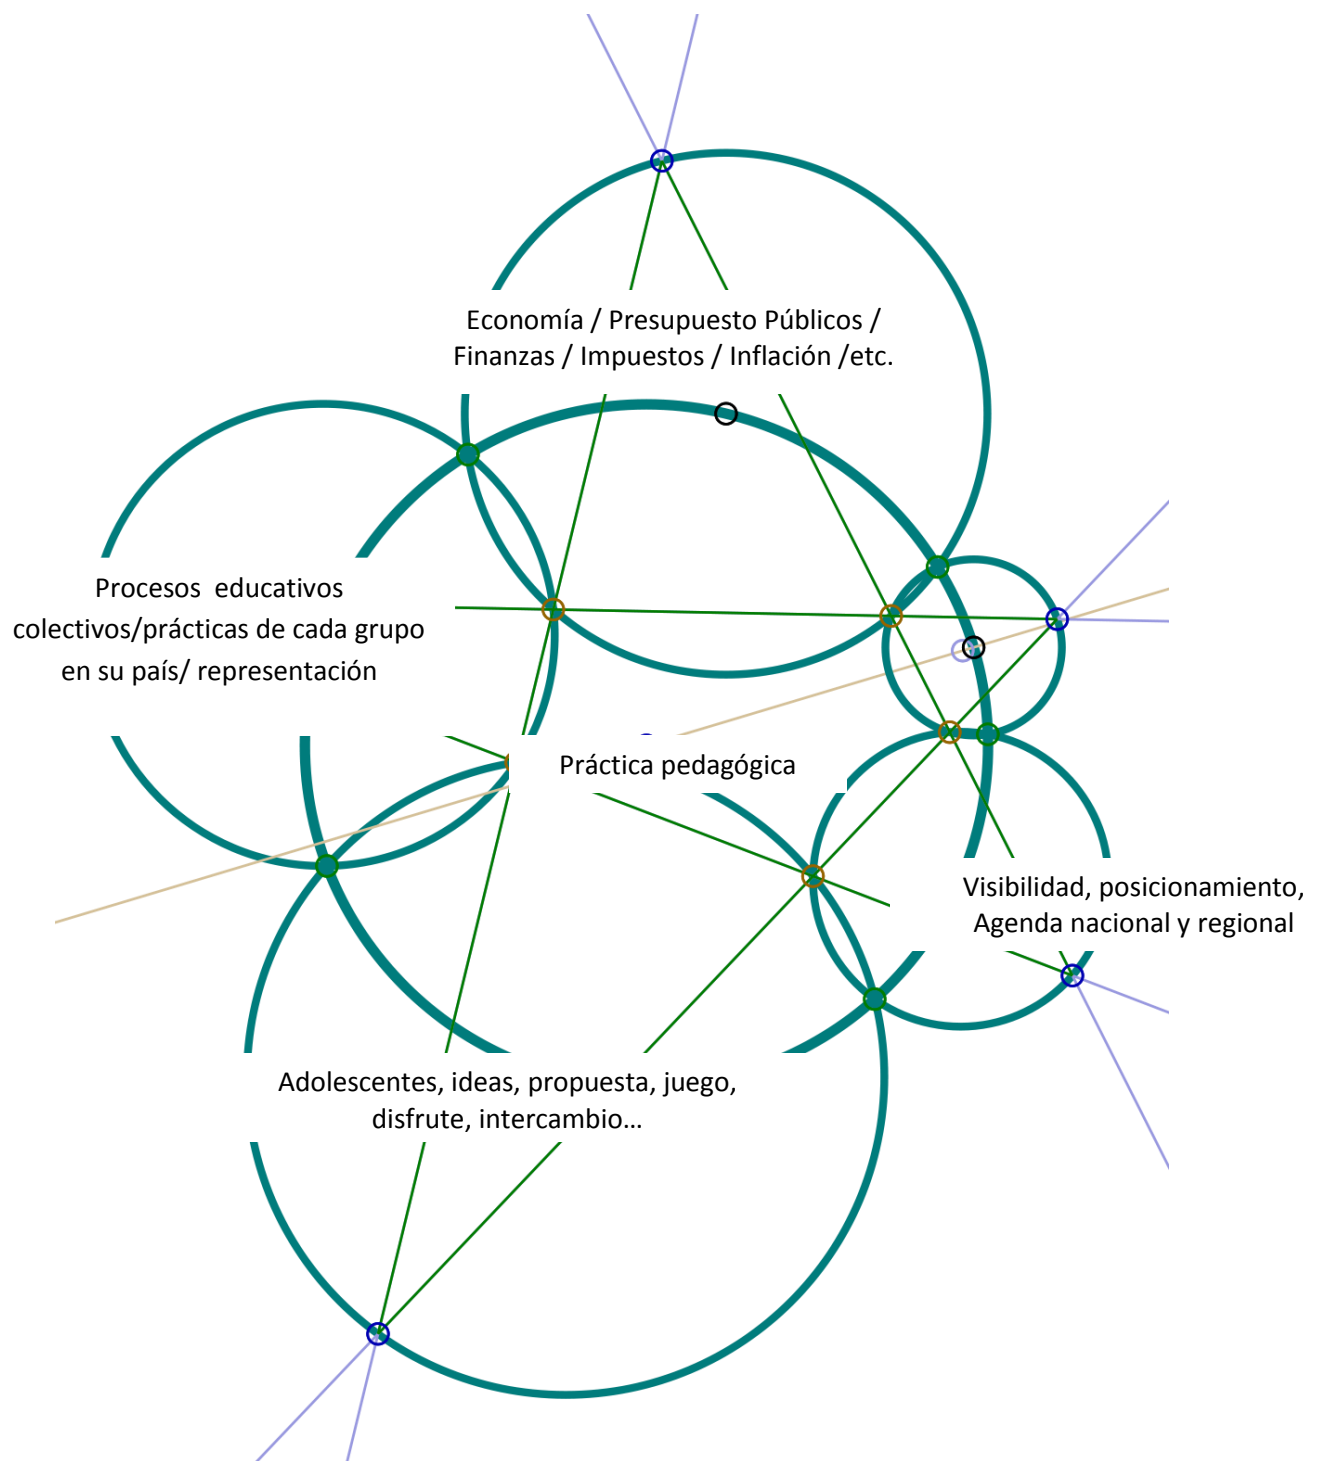 Economía / Presupuesto Públicos /
Finanzas / Impuestos / Inflación /etc.
Procesos  educativos
colectivos/prácticas de cada grupo
en su país/ representación
Práctica pedagógica
Visibilidad, posicionamiento,
Agenda nacional y regional
Adolescentes, ideas, propuesta, juego,
disfrute, intercambio…